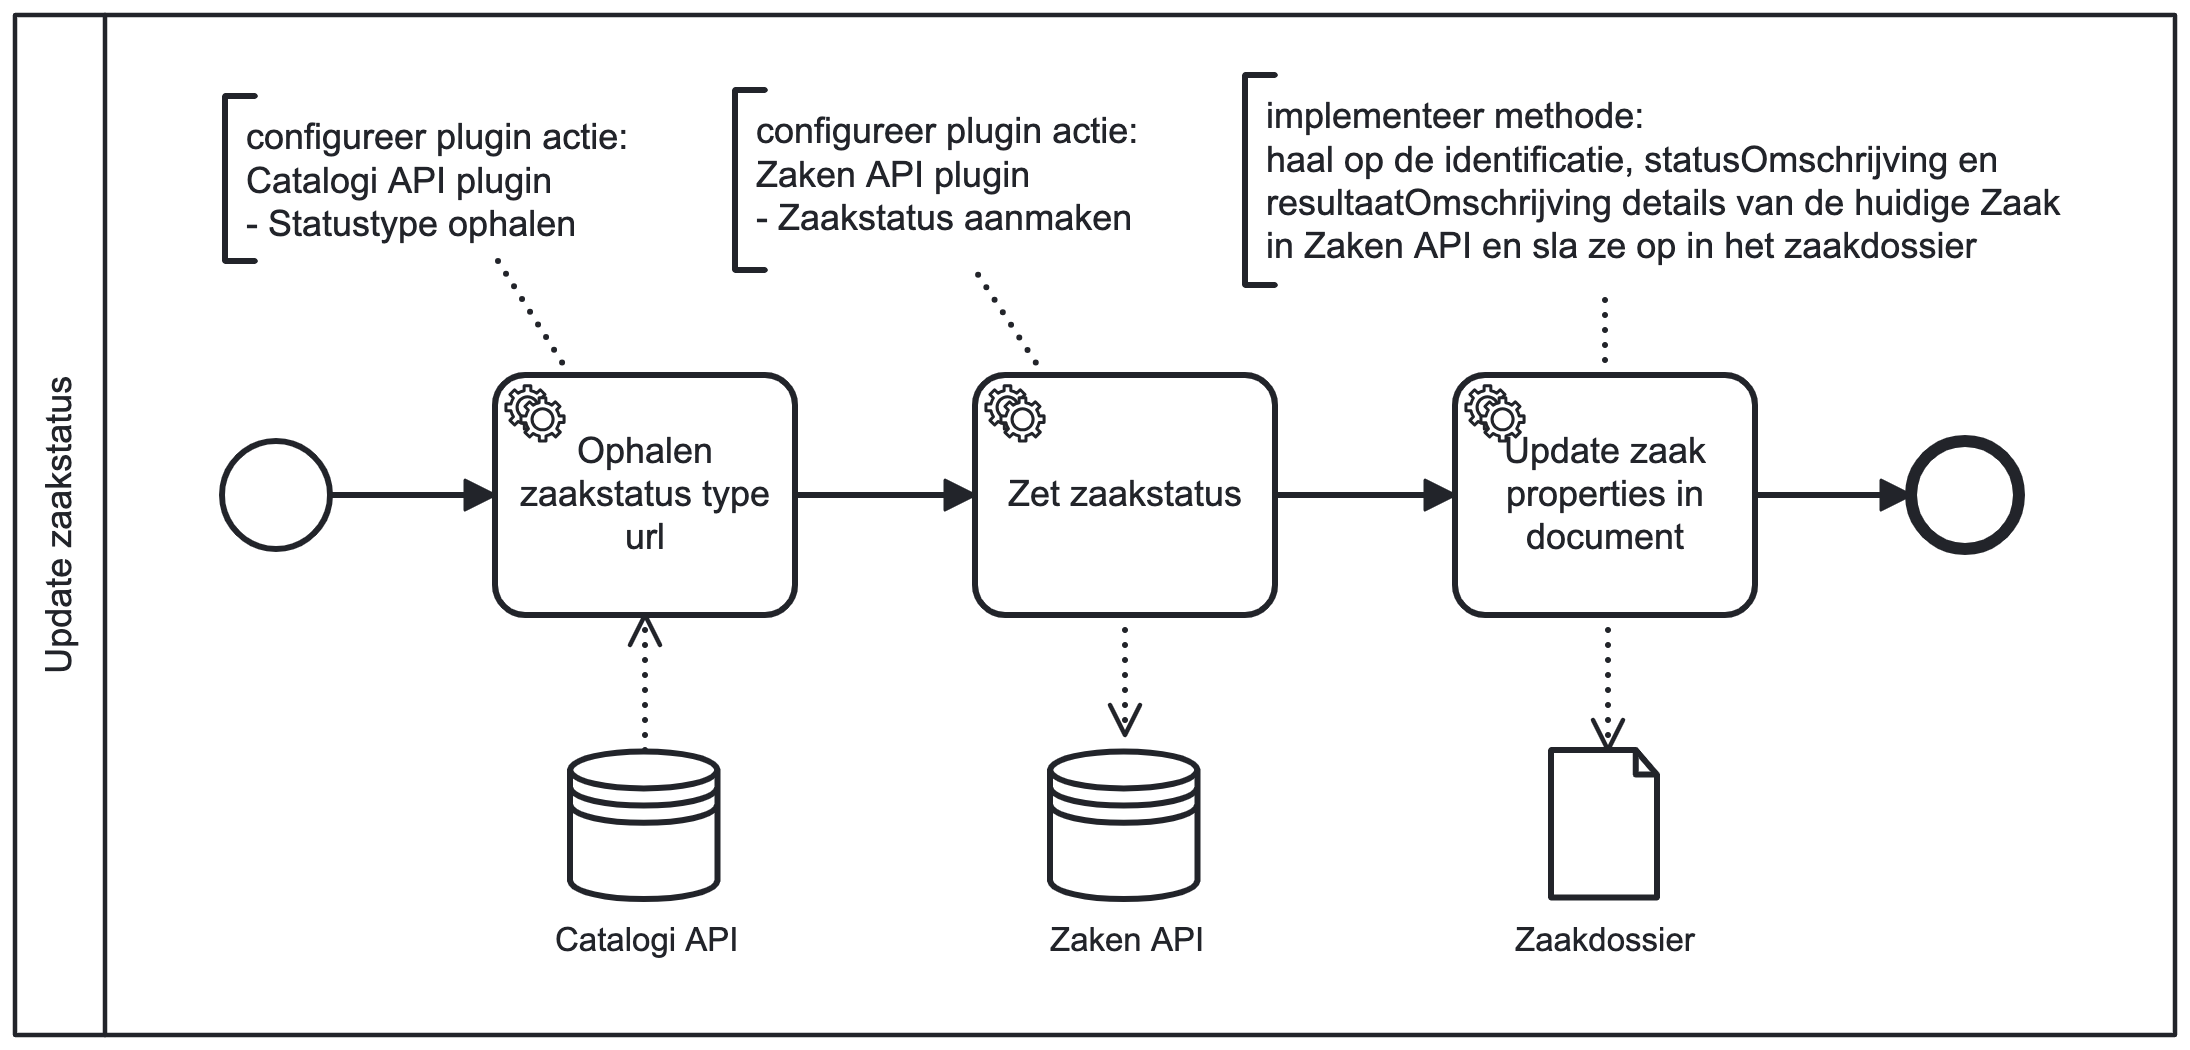 Update zaakstatus
configureer plugin actie:
Catalogi API plugin
- Statustype ophalen
configureer plugin actie:
Zaken API plugin
- Zaakstatus aanmaken
implementeer methode:
haal op de identificatie, statusOmschrijving en
resultaatOmschrijving details van de huidige Zaak
in Zaken API en sla ze op in het zaakdossier
Ophalen
zaakstatus type
url
Zet zaakstatus
Update zaak
properties in
document
Catalogi API
Zaken API
Zaakdossier